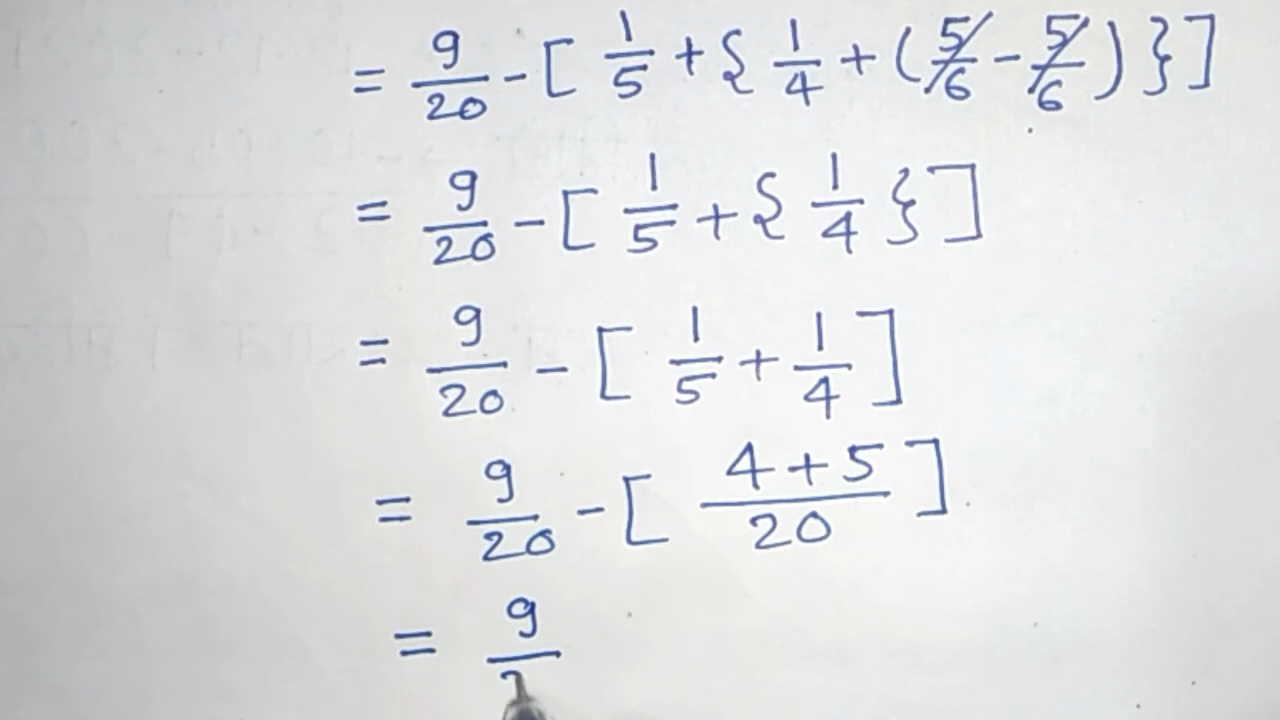 = 9/20 - [ 1/5 + { 1/4 + ( 5/6 - 5/6 ) } ]
= 9/20 - [ 1/5 + { 1/4 } ]
= 9/20 - [ 1/5 + 1/4 ]
= 9/20 - [ 4+5/20 ]
= 9/